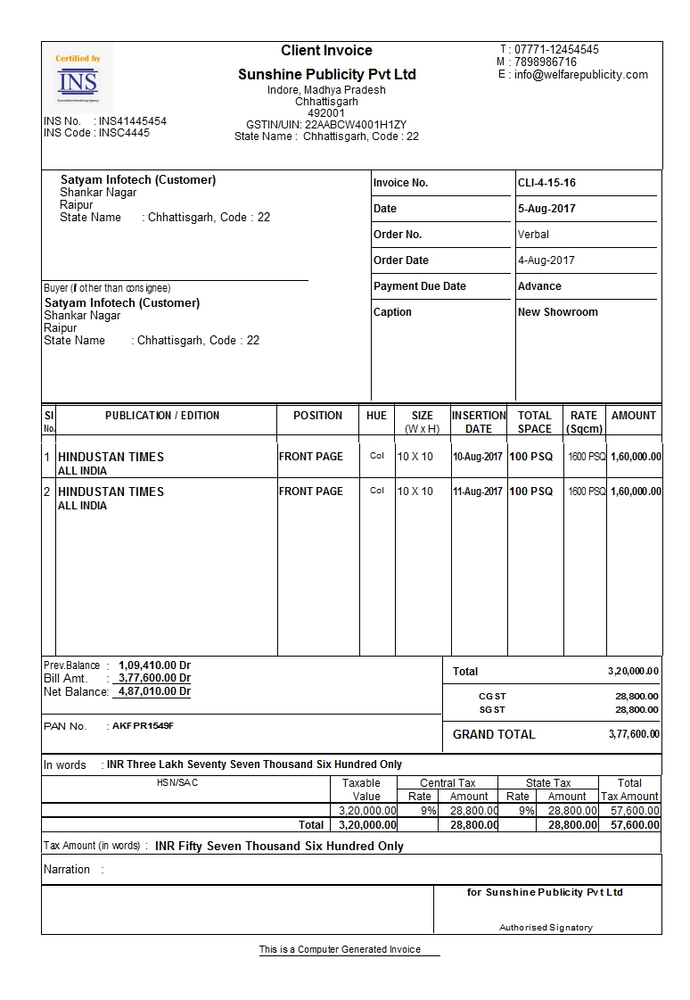 Client Invoice
Certified by
INS
Accredited Advertising Agency
INS No. : INS41445454
INS Code : INSC4445
Sunshine Publicity Pvt Ltd
Indore, Madhya Pradesh
Chhattisgarh
492001
GSTIN/UIN: 22AABCW4001H1ZY
State Name : Chhattisgarh, Code : 22
T : 07771-12454545
M : 7898986716
E : info@welfarepublicity.com
Satyam Infotech (Customer)
Shankar Nagar
Raipur
State Name : Chhattisgarh, Code : 22
Buyer (if other than consignee)
Satyam Infotech (Customer)
Shankar Nagar
Raipur
State Name : Chhattisgarh, Code : 22
Invoice No. CLI-4-15-16
Date 5-Aug-2017
Order No. Verbal
Order Date 4-Aug-2017
Payment Due Date Advance
Caption New Showroom
Sl No. PUBLICATION / EDITION POSITION HUE SIZE (W x H) INSERTION DATE TOTAL SPACE RATE (Sqcm) AMOUNT
1 HINDUSTAN TIMES FRONT PAGE Col 10 X 10 10-Aug-2017 100 PSQ 1600 PSQ 1,60,000.00
ALL INDIA
2 HINDUSTAN TIMES FRONT PAGE Col 10 X 10 11-Aug-2017 100 PSQ 1600 PSQ 1,60,000.00
ALL INDIA
Prev.Balance : 1,09,410.00 Dr
Bill Amt. : 3,77,600.00 Dr
Net Balance: 4,87,010.00 Dr
PAN No. : AKFPR1549F
Total 3,20,000.00
CGST 28,800.00
SGST 28,800.00
GRAND TOTAL 3,77,600.00
In words : INR Three Lakh Seventy Seven Thousand Six Hundred Only
HSN/SAC Taxable Central Tax State Tax Total
Value Rate Amount Rate Amount Tax Amount
3,20,000.00 9% 28,800.00 9% 28,800.00 57,600.00
Total 3,20,000.00 28,800.00 28,800.00 57,600.00
Tax Amount (in words) : INR Fifty Seven Thousand Six Hundred Only
Narration :
for Sunshine Publicity Pvt Ltd
Authorised Signatory
This is a Computer Generated Invoice